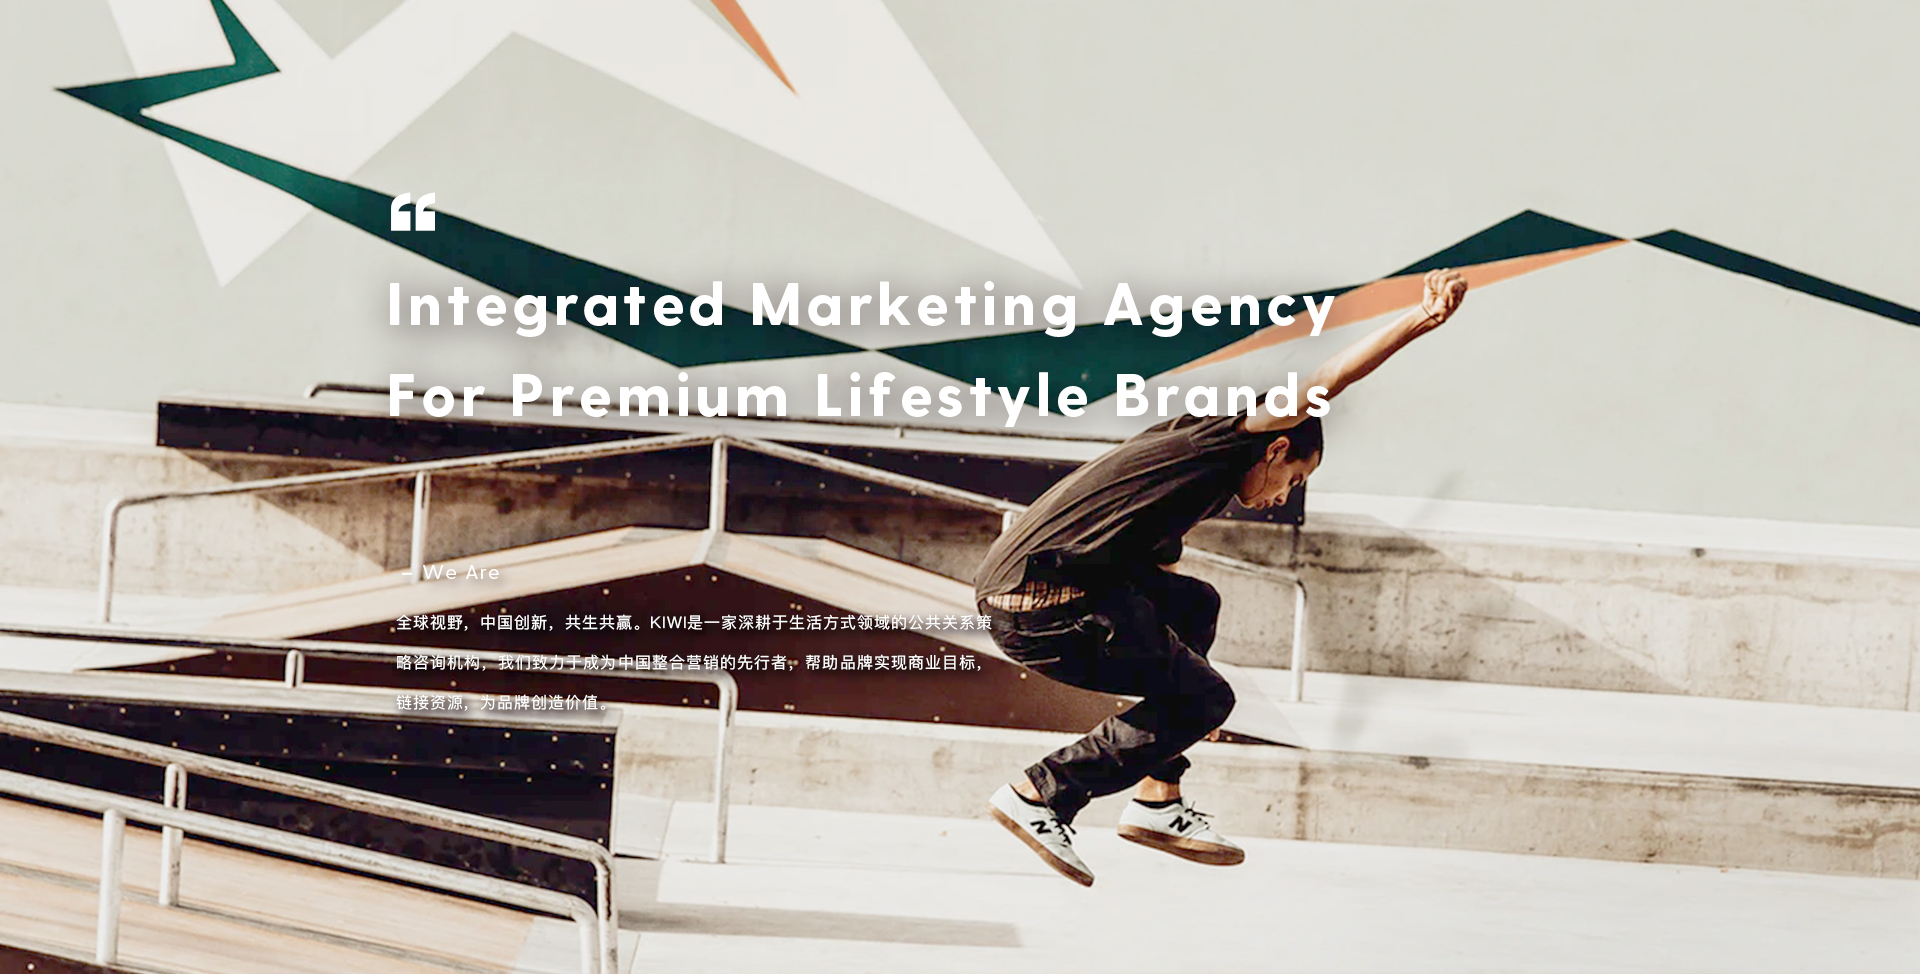 ❝
Integrated Marketing Agency
For Premium Lifestyle Brands
– We Are
全球视野，中国创新，共生共赢。KIWI是一家深耕于生活方式领域的公共关系策
略咨询机构，我们致力于成为中国整合营销的先行者，帮助品牌实现商业目标，
链接资源，为品牌创造价值。
N
N